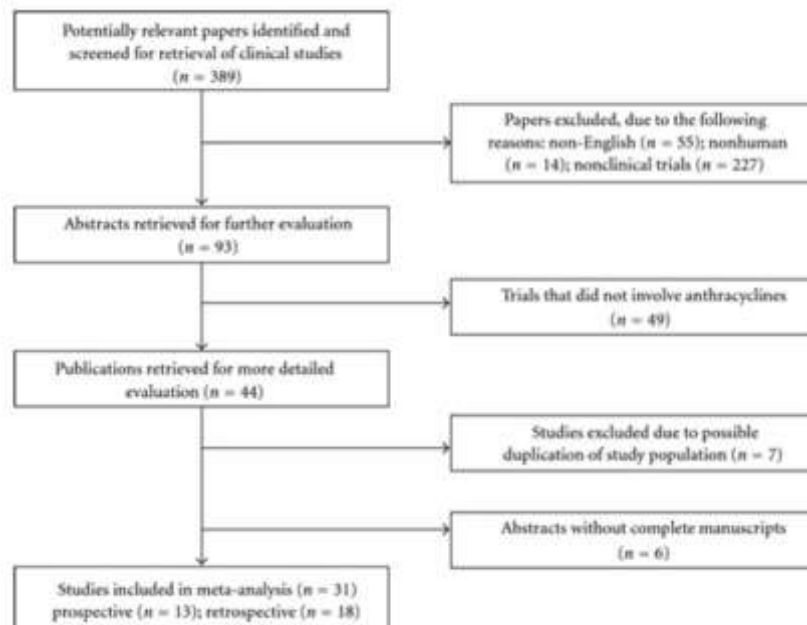 Potentially relevant papers identified and
screened for retrieval of clinical studies
(n = 389)
Papers excluded, due to the following
reasons: non-English (n = 55); nonhuman
(n = 14); nonclinical trials (n = 227)
Abstracts retrieved for further evaluation
(n = 93)
Trials that did not involve anthracyclines
(n = 49)
Publications retrieved for more detailed
evaluation (n = 44)
Studies excluded due to possible
duplication of study population (n = 7)
Abstracts without complete manuscripts
(n = 6)
Studies included in meta-analysis (n = 31)
prospective (n = 13); retrospective (n = 18)